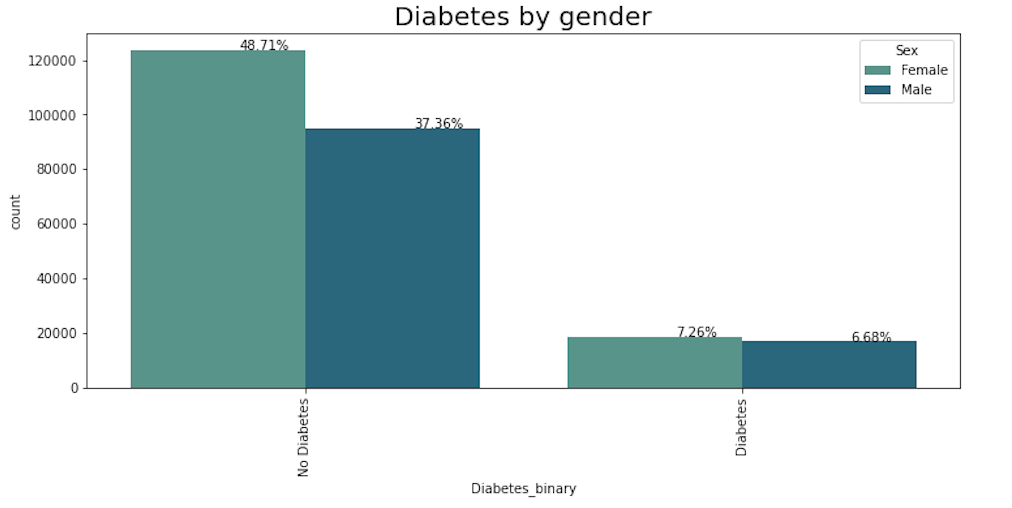 Diabetes by gender
48.71%
37.36%
7.26%
6.68%
Sex
Female
Male
count
120000
100000
80000
60000
40000
20000
0
No Diabetes
Diabetes
Diabetes_binary